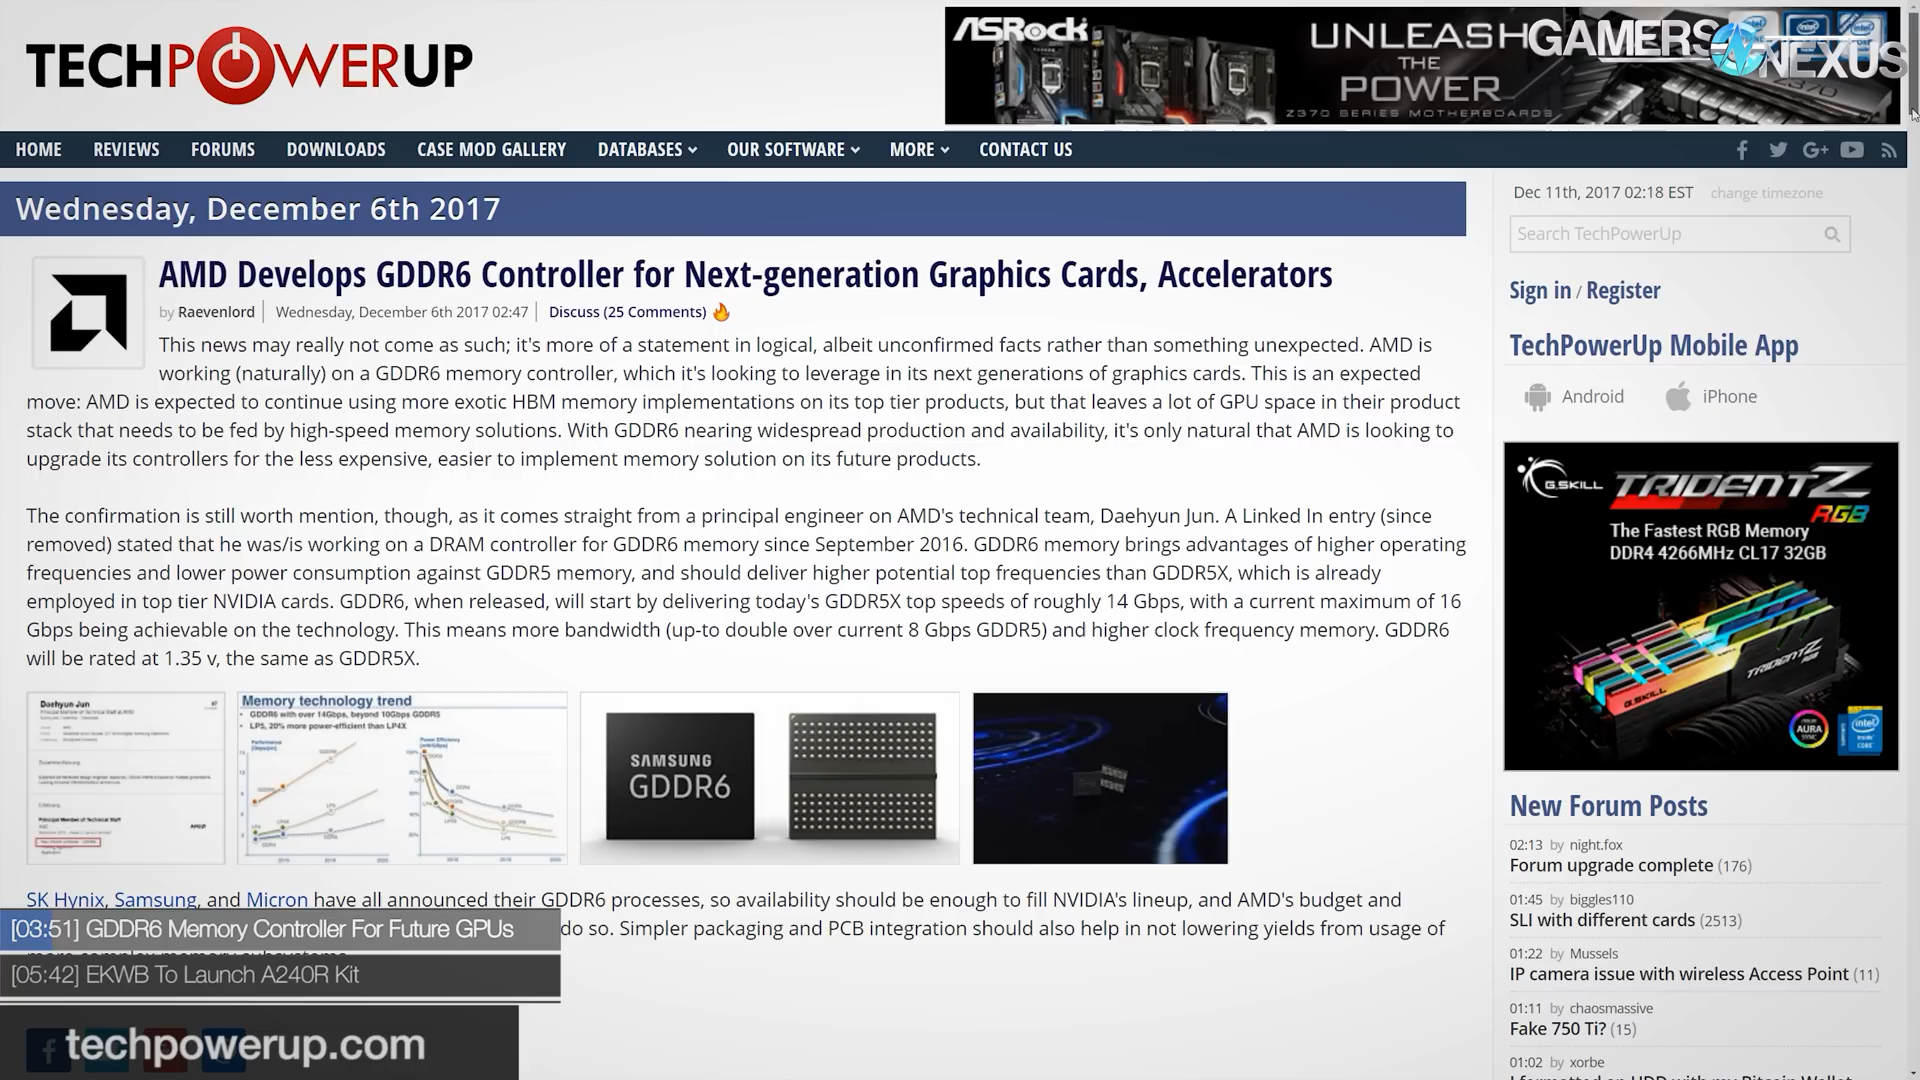 TECHPOWERUP
ASRock
UNLEASH
THE
POWER
Z370 SERIES MOTHERBOARDS
GAMERS
NEXUS
HOME REVIEWS FORUMS DOWNLOADS CASE MOD GALLERY DATABASES OUR SOFTWARE MORE CONTACT US
Wednesday, December 6th 2017
AMD Develops GDDR6 Controller for Next-generation Graphics Cards, Accelerators
by Raevenlord Wednesday, December 6th 2017 02:47 Discuss (25 Comments)
This news may really not come as such; it's more of a statement in logical, albeit unconfirmed facts rather than something unexpected. AMD is
working (naturally) on a GDDR6 memory controller, which it's looking to leverage in its next generations of graphics cards. This is an expected
move: AMD is expected to continue using more exotic HBM memory implementations on its top tier products, but that leaves a lot of GPU space in their product
stack that needs to be fed by high-speed memory solutions. With GDDR6 nearing widespread production and availability, it's only natural that AMD is looking to
upgrade its controllers for the less expensive, easier to implement memory solution on its future products.
The confirmation is still worth mention, though, as it comes straight from a principal engineer on AMD's technical team, Daehyun Jun. A Linked In entry (since
removed) stated that he was/is working on a DRAM controller for GDDR6 memory since September 2016. GDDR6 memory brings advantages of higher operating
frequencies and lower power consumption against GDDR5 memory, and should deliver higher potential top frequencies than GDDR5X, which is already
employed in top tier NVIDIA cards. GDDR6, when released, will start by delivering today's GDDR5X top speeds of roughly 14 Gbps, with a current maximum of 16
Gbps being achievable on the technology. This means more bandwidth (up-to double over current 8 Gbps GDDR5) and higher clock frequency memory. GDDR6
will be rated at 1.35 v, the same as GDDR5X.
Daehyun Jun
Memory technology trend
GDDR6 with over 14Gbps, beyond 10Gbps GDDR5
LP5, 20% more power-efficient than LP4X
SAMSUNG
GDDR6
SK Hynix, Samsung, and Micron have all announced their GDDR6 processes, so availability should be enough to fill NVIDIA's lineup, and AMD's budget and
do so. Simpler packaging and PCB integration should also help in not lowering yields from usage of
[03:51] GDDR6 Memory Controller For Future GPUs
[05:42] EKWB To Launch A240R Kit
techpowerup.com
Dec 11th, 2017 02:18 EST change timezone
Search TechPowerUp
Sign in / Register
TechPowerUp Mobile App
Android iPhone
G.SKILL TRIDENT Z
RGB
The Fastest RGB Memory
DDR4 4266MHz CL17 32GB
New Forum Posts
02:13 by night.fox
Forum upgrade complete (176)
01:45 by biggles110
SLI with different cards (2513)
01:22 by Mussels
IP camera issue with wireless Access Point (11)
01:11 by chaosmassive
Fake 750 Ti? (15)
01:02 by xorbe